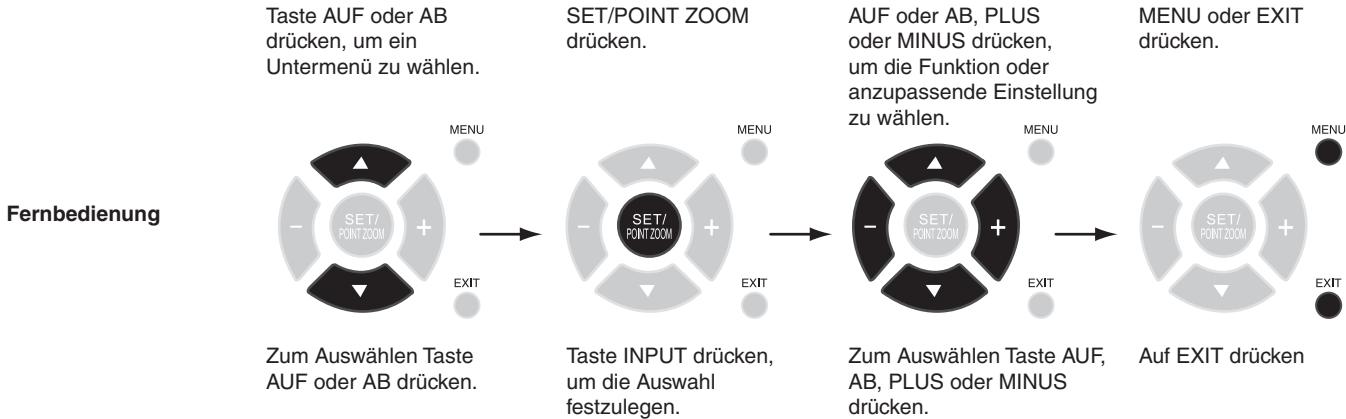 Taste AUF oder AB
drücken, um ein
Untermenü zu wählen.
SET/POINT ZOOM
drücken.
AUF oder AB, PLUS
oder MINUS drücken,
um die Funktion oder
anzupassende Einstellung
zu wählen.
MENU oder EXIT
drücken.
Fernbedienung
MENU
−
SET/
POINT ZOOM
+
EXIT
MENU
−
SET/
POINT ZOOM
+
EXIT
MENU
−
SET/
POINT ZOOM
+
EXIT
MENU
−
SET/
POINT ZOOM
+
EXIT
Zum Auswählen Taste
AUF oder AB drücken.
Taste INPUT drücken,
um die Auswahl
festzulegen.
Zum Auswählen Taste AUF,
AB, PLUS oder MINUS
drücken.
Auf EXIT drücken